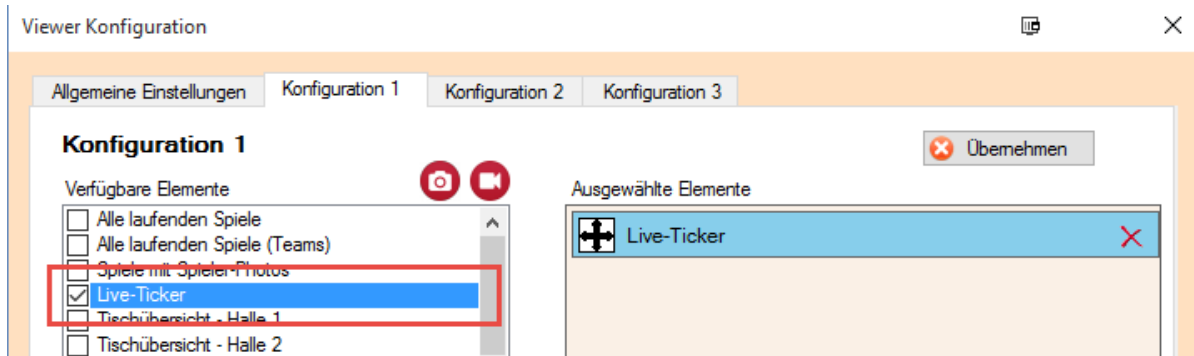 Viewer Konfiguration
Allgemeine Einstellungen Konfiguration 1 Konfiguration 2 Konfiguration 3
Konfiguration 1
Übernehmen
Verfügbare Elemente
Alle laufenden Spiele
Alle laufenden Spiele (Teams)
Spiele mit Spieler-Photos
Live-Ticker
Tischübersicht - Halle 1
Tischübersicht - Halle 2
Ausgewählte Elemente
Live-Ticker